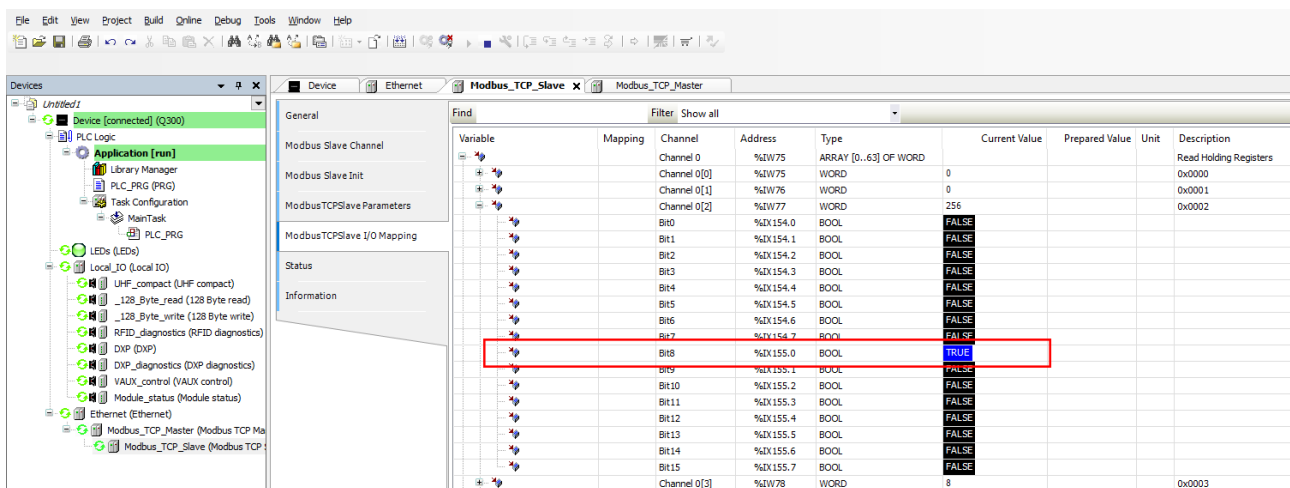 File Edit View Project Build Online Debug Tools Window Help
Devices
Untitled1
Device [connected] (Q300)
PLC Logic
Application [run]
Library Manager
PLC_PRG (PRG)
Task Configuration
MainTask
PLC_PRG
LEDs (LEDs)
Local_IO (Local IO)
UHF_compact (UHF compact)
_128_Byte_read (128 Byte read)
_128_Byte_write (128 Byte write)
RFID_diagnostics (RFID diagnostics)
DXP (DXP)
DXP_diagnostics (DXP diagnostics)
VAUX_control (VAUX control)
Module_status (Module status)
Ethernet (Ethernet)
Modbus_TCP_Master (Modbus TCP Ma
Modbus_TCP_Slave (Modbus TCP
Device Ethernet Modbus_TCP_Slave X Modbus_TCP_Master
General
Modbus Slave Channel
Modbus Slave Init
ModbusTCPSlave Parameters
ModbusTCPSlave I/O Mapping
Status
Information
Find Filter Show all
Variable Mapping Channel Address Type Current Value Prepared Value Unit Description
Channel 0 %IW75 ARRAY [0..63] OF WORD Read Holding Registers
Channel 0[0] %IW75 WORD 0 0x0000
Channel 0[1] %IW76 WORD 0 0x0001
Channel 0[2] %IW77 WORD 256 0x0002
Bit0 %IX154.0 BOOL FALSE
Bit1 %IX154.1 BOOL FALSE
Bit2 %IX154.2 BOOL FALSE
Bit3 %IX154.3 BOOL FALSE
Bit4 %IX154.4 BOOL FALSE
Bit5 %IX154.5 BOOL FALSE
Bit6 %IX154.6 BOOL FALSE
Bit7 %IX154.7 BOOL FALSE
Bit8 %IX155.0 BOOL TRUE
Bit9 %IX155.1 BOOL FALSE
Bit10 %IX155.2 BOOL FALSE
Bit11 %IX155.3 BOOL FALSE
Bit12 %IX155.4 BOOL FALSE
Bit13 %IX155.5 BOOL FALSE
Bit14 %IX155.6 BOOL FALSE
Bit15 %IX155.7 BOOL FALSE
Channel 0[3] %IW78 WORD 8 0x0003